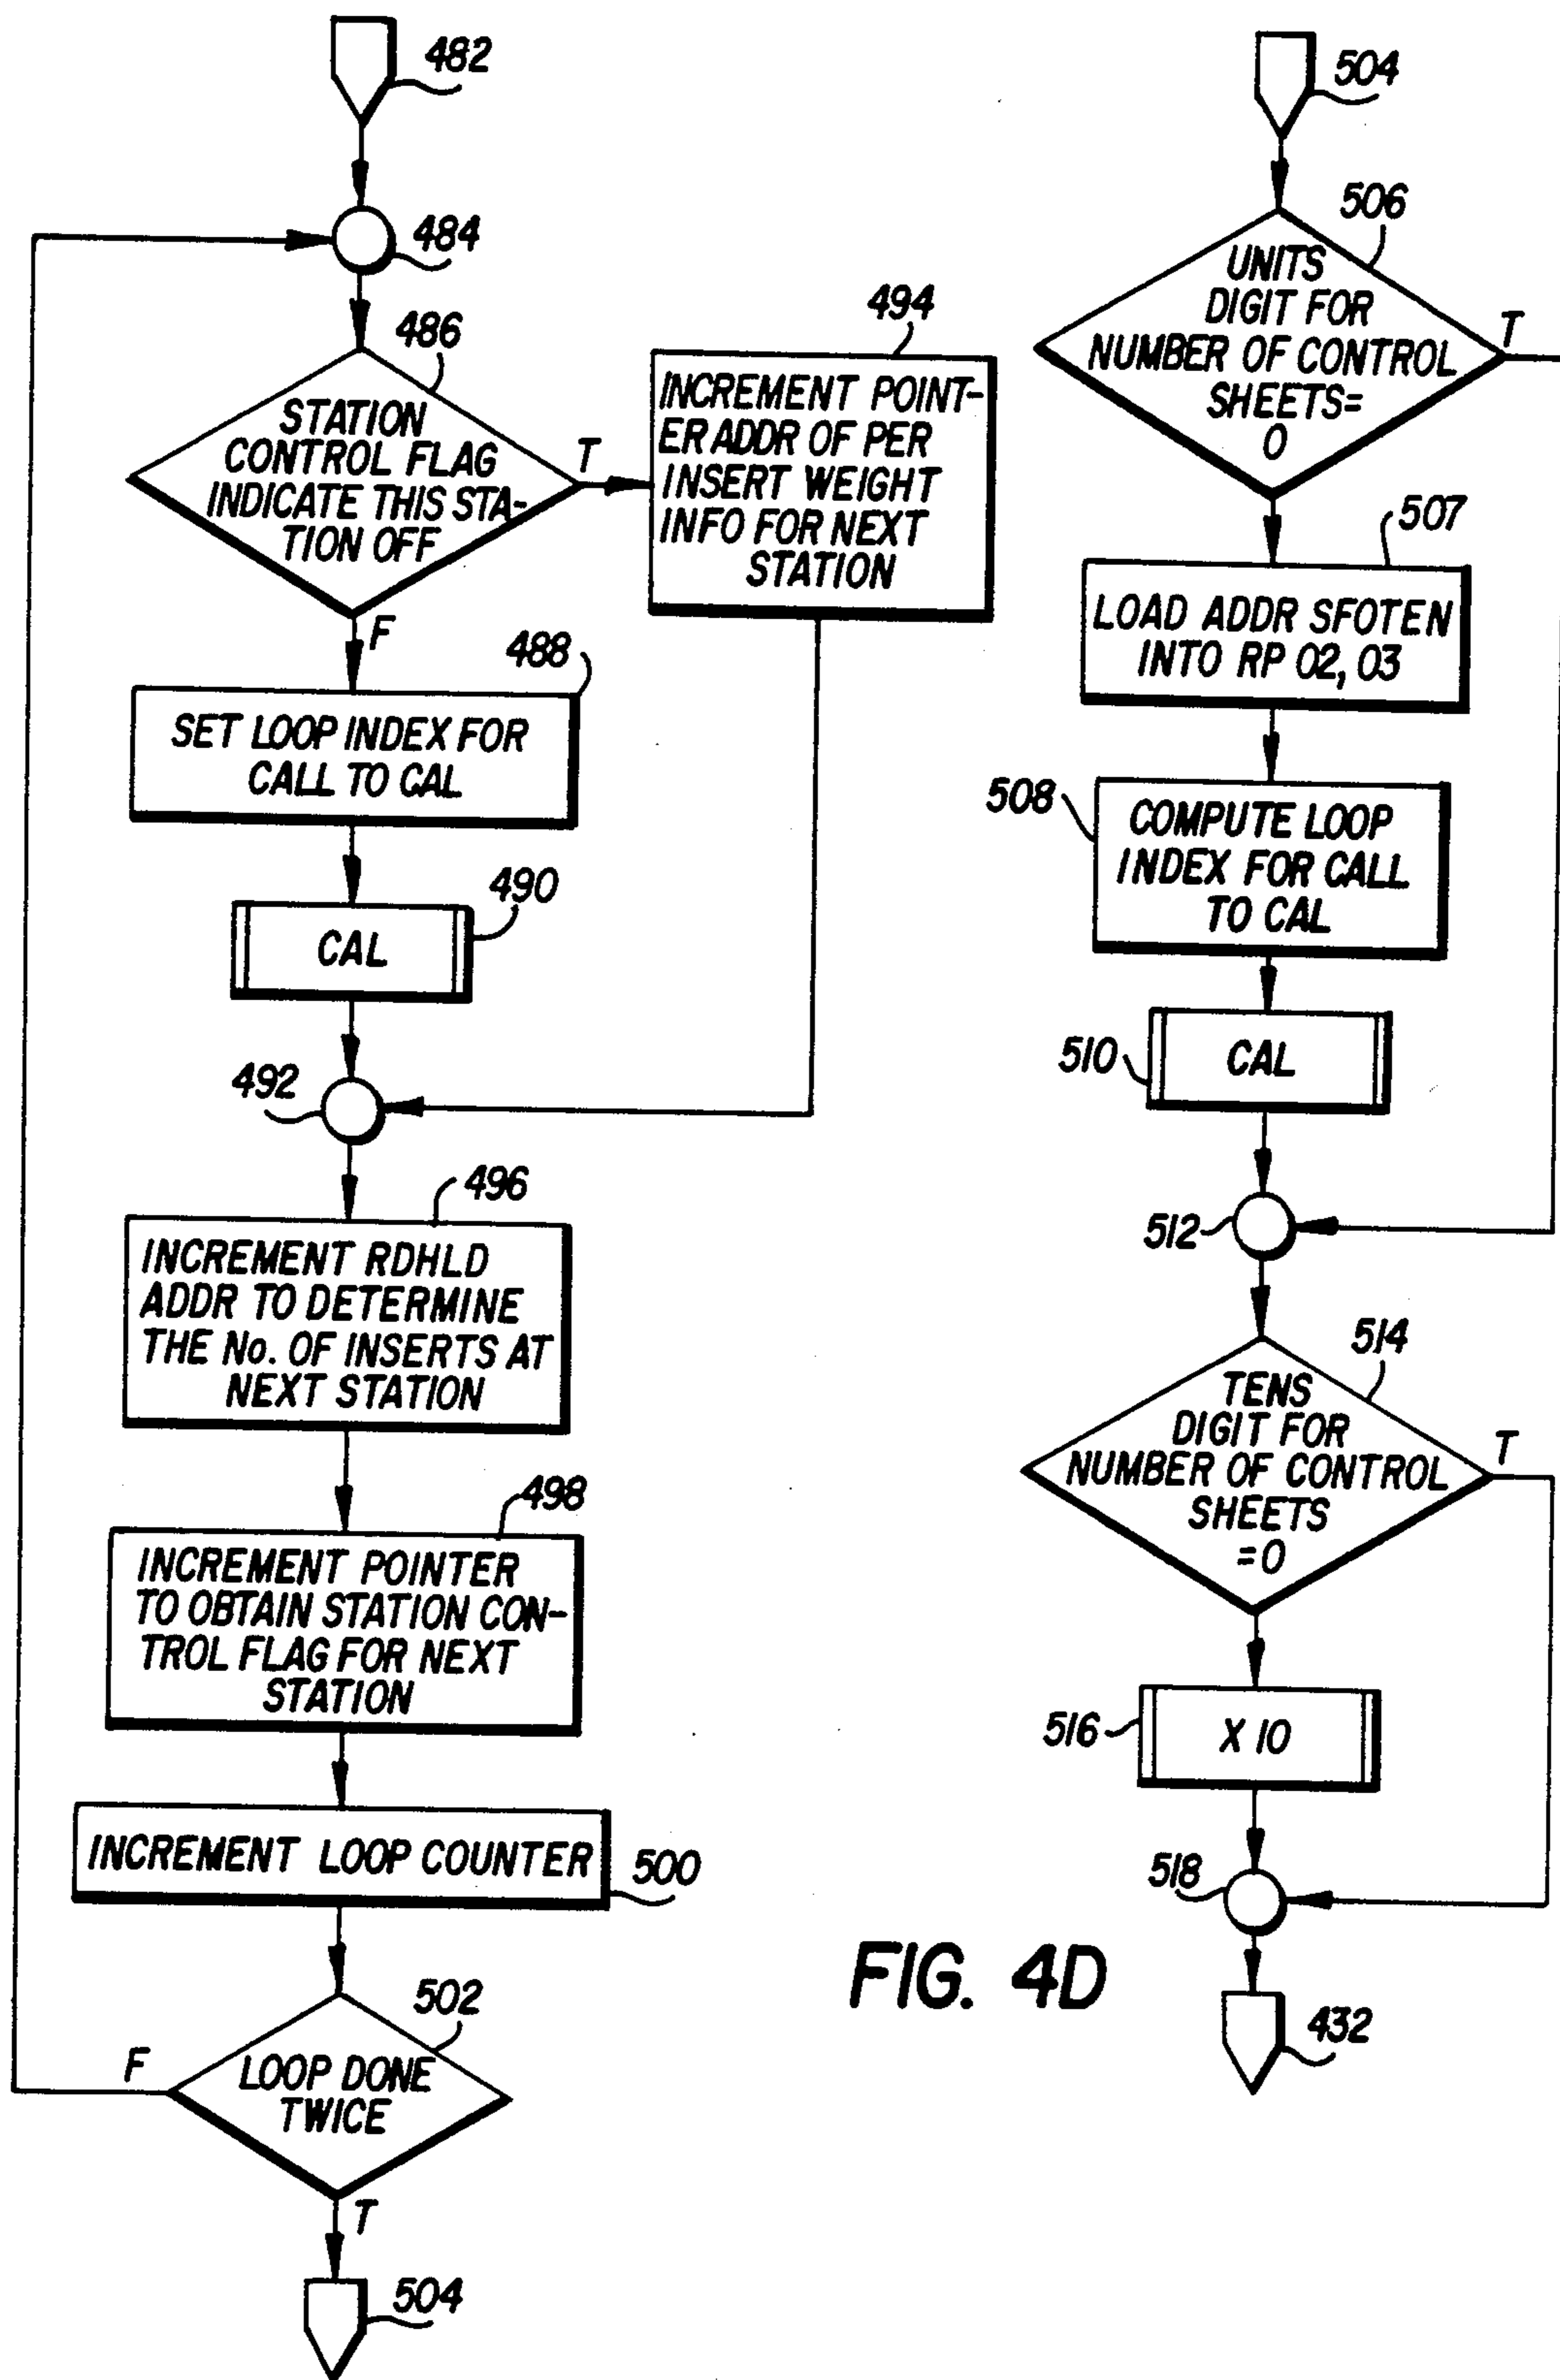 482
484
486
STATION
CONTROL FLAG
INDICATE THIS STA-
TION OFF
T
F
494
INCREMENT POINT-
ER ADDR OF PER
INSERT WEIGHT
INFO FOR NEXT
STATION
488
SET LOOP INDEX FOR
CALL TO CAL
490
CAL
492
496
INCREMENT RDHLD
ADDR TO DETERMINE
THE No. OF INSERTS AT
NEXT STATION
498
INCREMENT POINTER
TO OBTAIN STATION CON-
TROL FLAG FOR NEXT
STATION
INCREMENT LOOP COUNTER
500
502
LOOP DONE
TWICE
F
T
504
504
506
UNITS
DIGIT FOR
NUMBER OF CONTROL
SHEETS=
0
T
507
LOAD ADDR SFOTEN
INTO RP 02, 03
508
COMPUTE LOOP
INDEX FOR CALL
TO CAL
510
CAL
512
514
TENS
DIGIT FOR
NUMBER OF CONTROL
SHEETS
=0
T
516
X 10
518
432
FIG. 4D